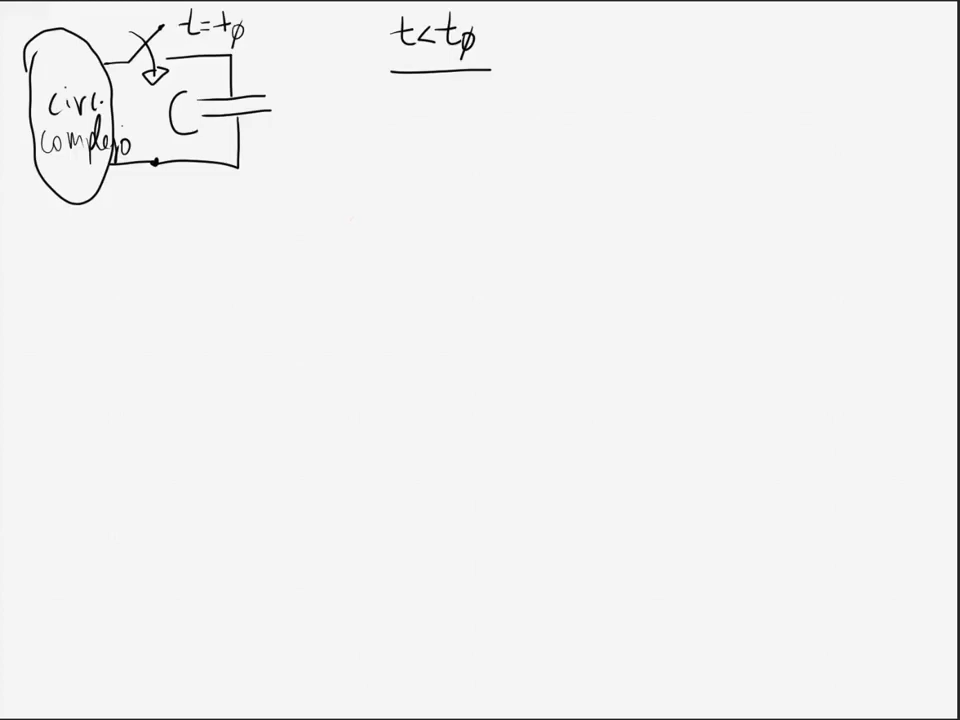 t=tφ
t<tφ
circ.
complejo
C